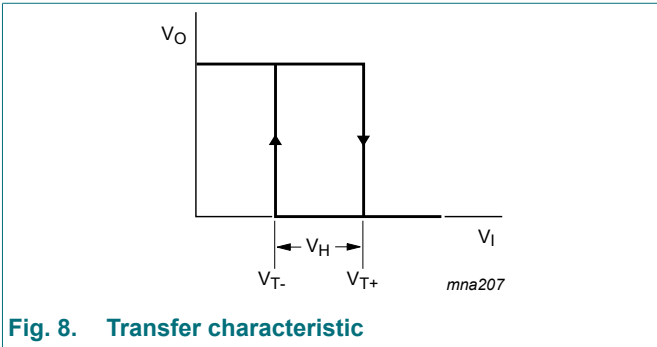 VO
VH
VI
VT-
VT+
mna207
Fig. 8. Transfer characteristic